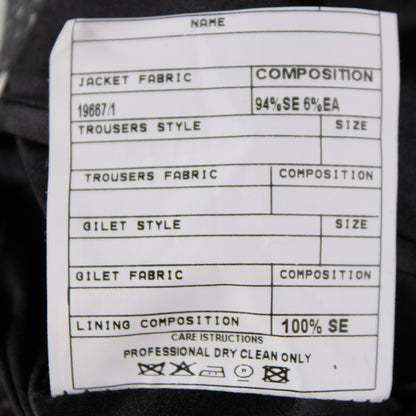 NAME
JACKET FABRIC COMPOSITION
19667/1 94%SE 6%EA
TROUSERS STYLE SIZE
TROUSERS FABRIC COMPOSITION
GILET STYLE SIZE
GILET FABRIC COMPOSITION
LINING COMPOSITION 100% SE
CARE ISTRUCTIONS
PROFESSIONAL DRY CLEAN ONLY